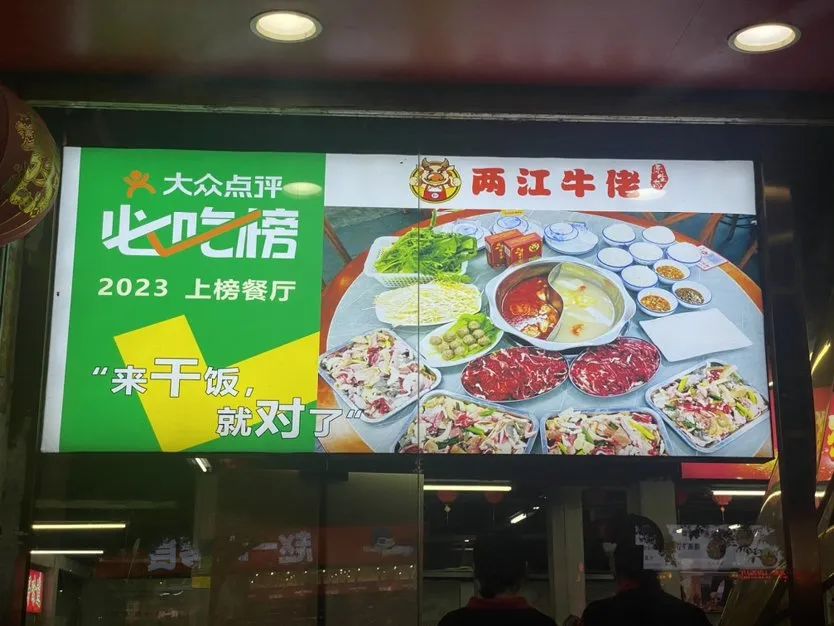 大众点评
必吃榜
2023 上榜餐厅
“来干饭，
就对了“
两江牛佬